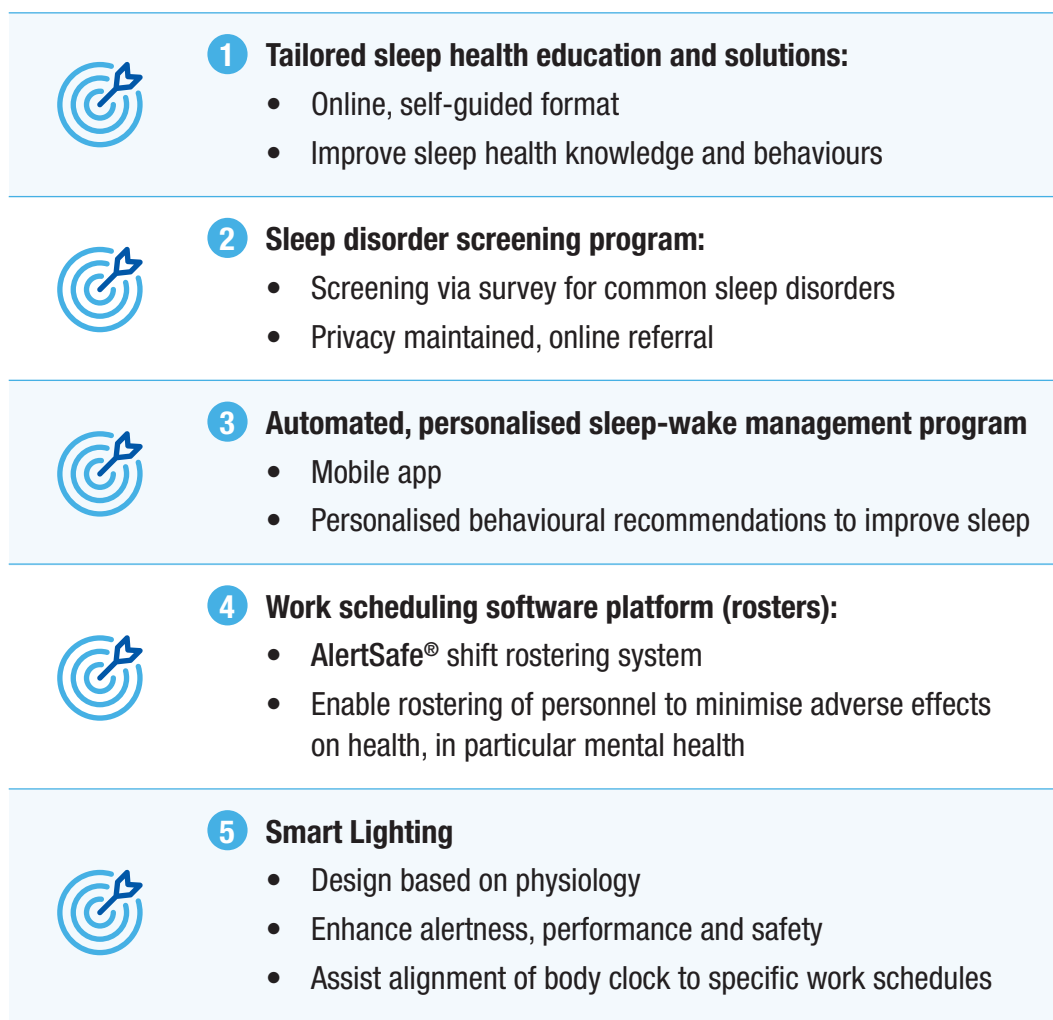 1 Tailored sleep health education and solutions:
• Online, self-guided format
• Improve sleep health knowledge and behaviours
2 Sleep disorder screening program:
• Screening via survey for common sleep disorders
• Privacy maintained, online referral
3 Automated, personalised sleep-wake management program
• Mobile app
• Personalised behavioural recommendations to improve sleep
4 Work scheduling software platform (rosters):
• AlertSafe® shift rostering system
• Enable rostering of personnel to minimise adverse effects
on health, in particular mental health
5 Smart Lighting
• Design based on physiology
• Enhance alertness, performance and safety
• Assist alignment of body clock to specific work schedules